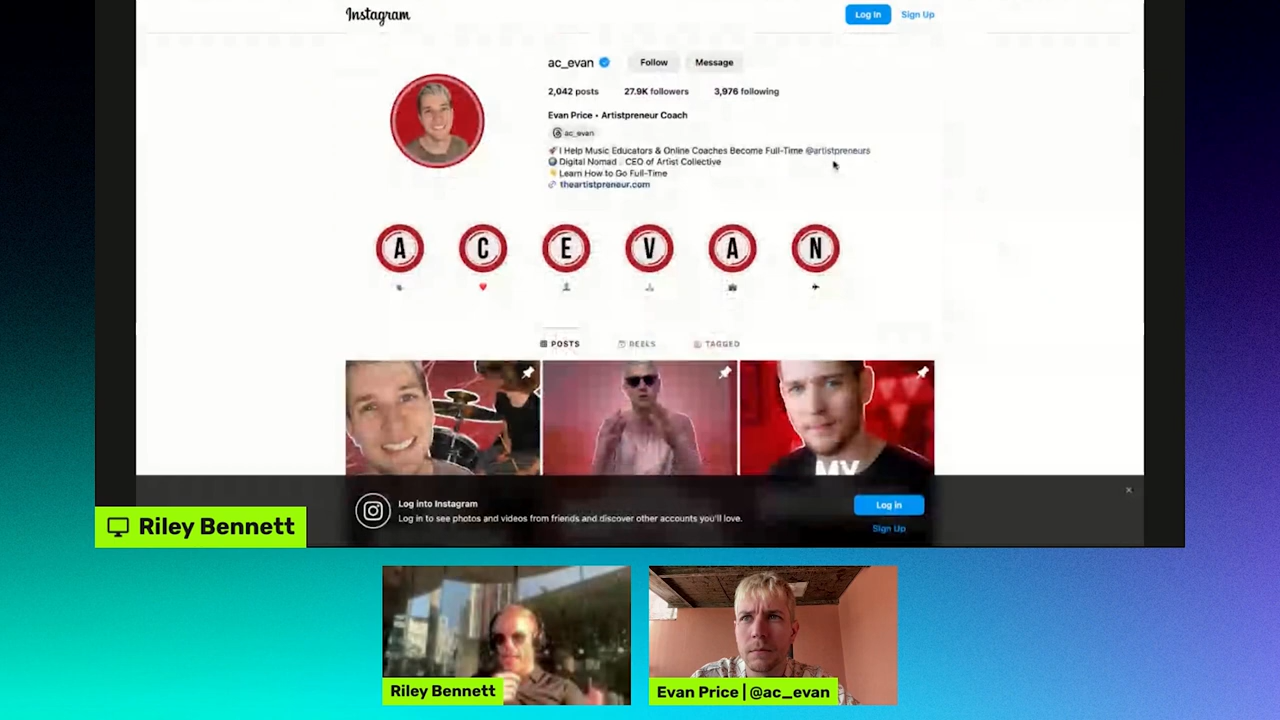 Instagram
Log In
Sign Up
ac_evan
Follow
Message
2,042 posts
27.9K followers
3,976 following
Evan Price • Artistpreneur Coach
ac_evan
🚀 I Help Music Educators & Online Coaches Become Full-Time @artistpreneurs
Digital Nomad CEO of Artist Collective
Learn How to Go Full-Time
theartistpreneur.com
A
C
E
V
A
N
POSTS
REELS
TAGGED
MY
Log into Instagram
Log in to see photos and videos from friends and discover other accounts you'll love.
Log in
Sign Up
Riley Bennett
Riley Bennett
Evan Price | @ac_evan